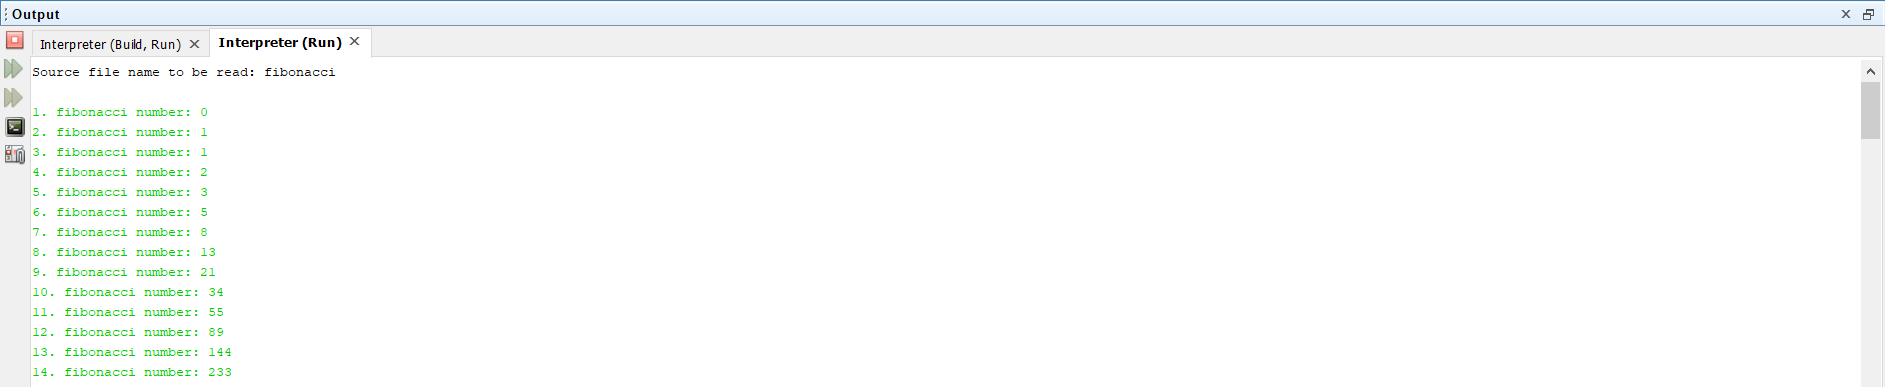 Output
Interpreter (Build, Run)
Interpreter (Run)
Source file name to be read: fibonacci
1. fibonacci number: 0
2. fibonacci number: 1
3. fibonacci number: 1
4. fibonacci number: 2
5. fibonacci number: 3
6. fibonacci number: 5
7. fibonacci number: 8
8. fibonacci number: 13
9. fibonacci number: 21
10. fibonacci number: 34
11. fibonacci number: 55
12. fibonacci number: 89
13. fibonacci number: 144
14. fibonacci number: 233